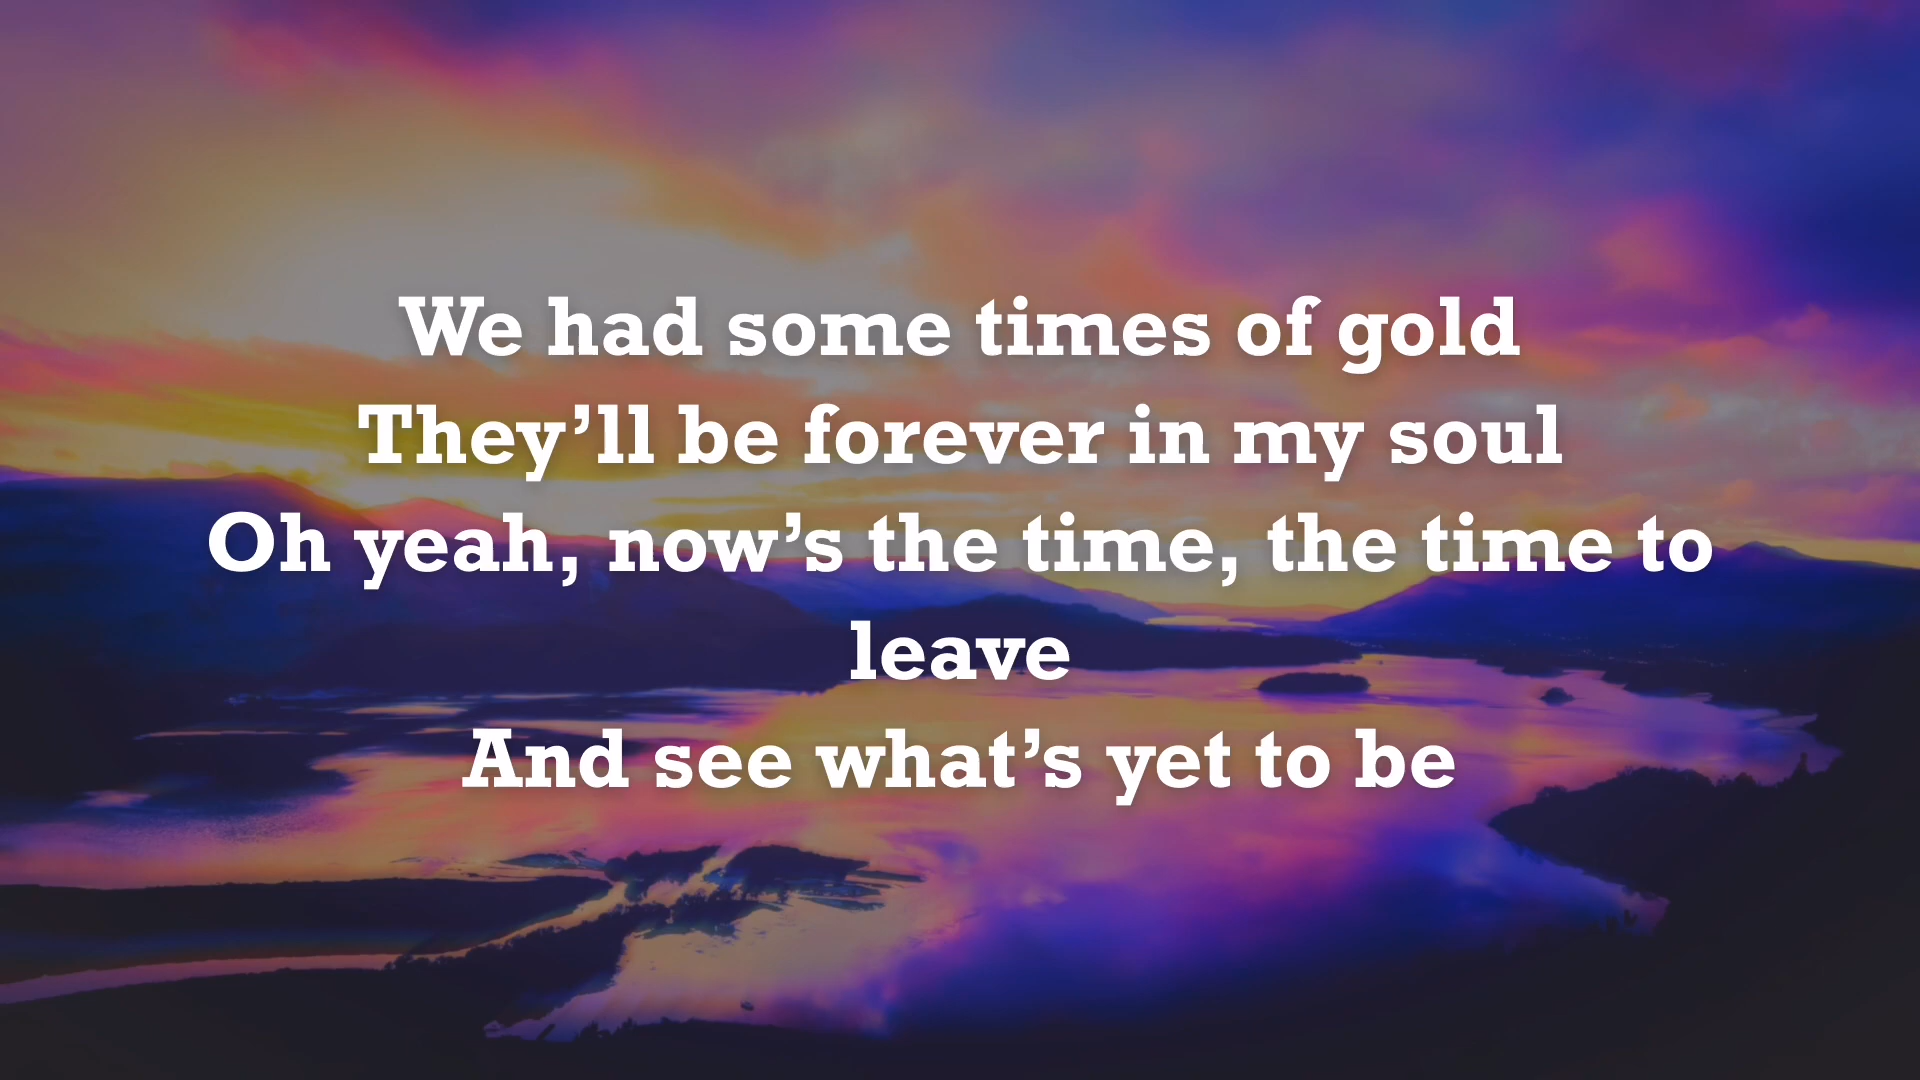 We had some times of gold
They’ll be forever in my soul
Oh yeah, now’s the time, the time to
leave
And see what’s yet to be